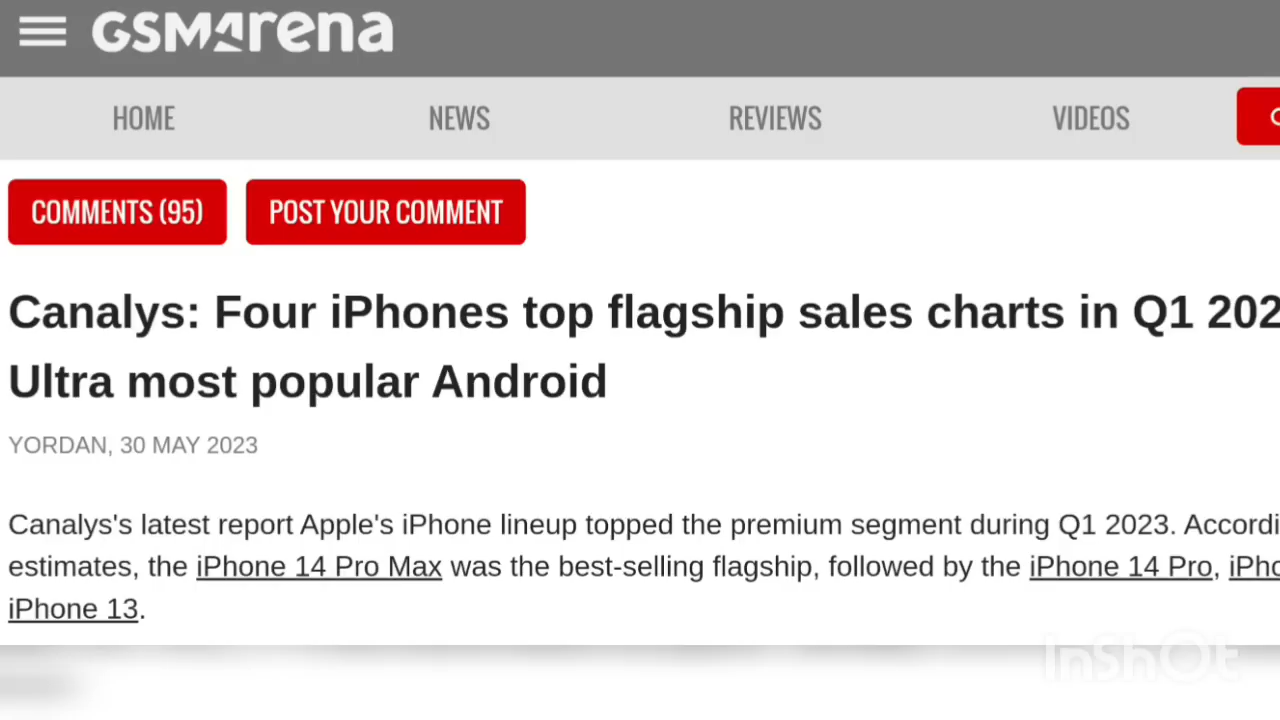 GSMArena
HOME NEWS REVIEWS VIDEOS
COMMENTS (95) POST YOUR COMMENT
Canalys: Four iPhones top flagship sales charts in Q1 202
Ultra most popular Android
YORDAN, 30 MAY 2023
Canalys's latest report Apple's iPhone lineup topped the premium segment during Q1 2023. Accordi
estimates, the iPhone 14 Pro Max was the best-selling flagship, followed by the iPhone 14 Pro, iPho
iPhone 13.
InShOt